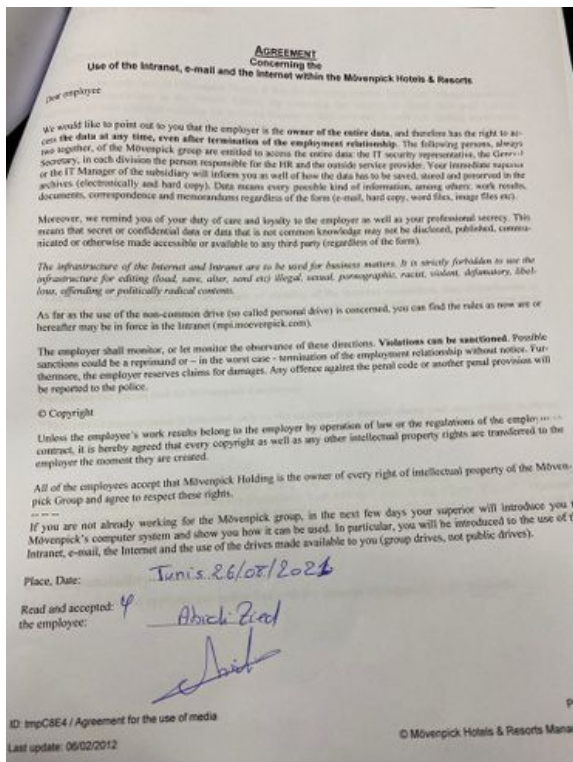 AGREEMENT
Concerning the
Use of the Intranet, e-mail and the Internet within the Mövenpick Hotels & Resorts
Dear employee
We would like to point out to you that the employer is the owner of the entire data, and therefore has the right to ac-
cess the data at any time, even after termination of the employment relationship. The following persons, always
two together, of the Mövenpick group are entitled to access the entire data: the IT security representative, the General
Secretary, in each division the person responsible for the HR and the outside service provider. Your immediate superior
or the IT Manager of the subsidiary will inform you as well of how the data has to be saved, stored and preserved in the
archives (electronically and hard copy). Data means every possible kind of information, among others: work results,
documents, correspondence and memorandums regardless of the form (e-mail, hard copy, word files, image files etc).
Moreover, we remind you of your duty of care and loyalty to the employer as well as your professional secrecy. This
means that secret or confidential data or data that is not common knowledge may not be disclosed, published, commu-
nicated or otherwise made accessible or available to any third party (regardless of the form).
The infrastructure of the Internet and Intranet are to be used for business matters. It is strictly forbidden to use the
infrastructure for editing (load, save, alter, send etc) illegal, sexual, pornographic, racist, violent, defamatory, libel-
lous, offending or politically radical contents.
As far as the use of the non-common drive (so called personal drive) is concerned, you can find the rules as now are or
hereafter may be in force in the Intranet (mpi.moevenpick.com).
The employer shall monitor, or let monitor the observance of these directions. Violations can be sanctioned. Possible
sanctions could be a reprimand or – in the worst case - termination of the employment relationship without notice. Fur-
thermore, the employer reserves claims for damages. Any offence against the penal code or another penal provision will
be reported to the police.
© Copyright
Unless the employee's work results belong to the employer by operation of law or the regulations of the
contract, it is hereby agreed that every copyright as well as any other intellectual property rights are transferred to the
employer the moment they are created.
All of the employees accept that Mövenpick Holding is the owner of every right of intellectual property of the Möven-
pick Group and agree to respect these rights.
If you are not already working for the Mövenpick group, in the next few days your superior will introduce you
Mövenpick's computer system and show you how it can be used. In particular, you will be introduced to the use of
Intranet, e-mail, the Internet and the use of the drives made available to you (group drives, not public drives).
Place, Date: Tunis 26/08/2021
Read and accepted:
the employee: Abidi Zied
ID: tmpC8E4 / Agreement for the use of media
Last update: 06/02/2012
© Mövenpick Hotels & Resorts